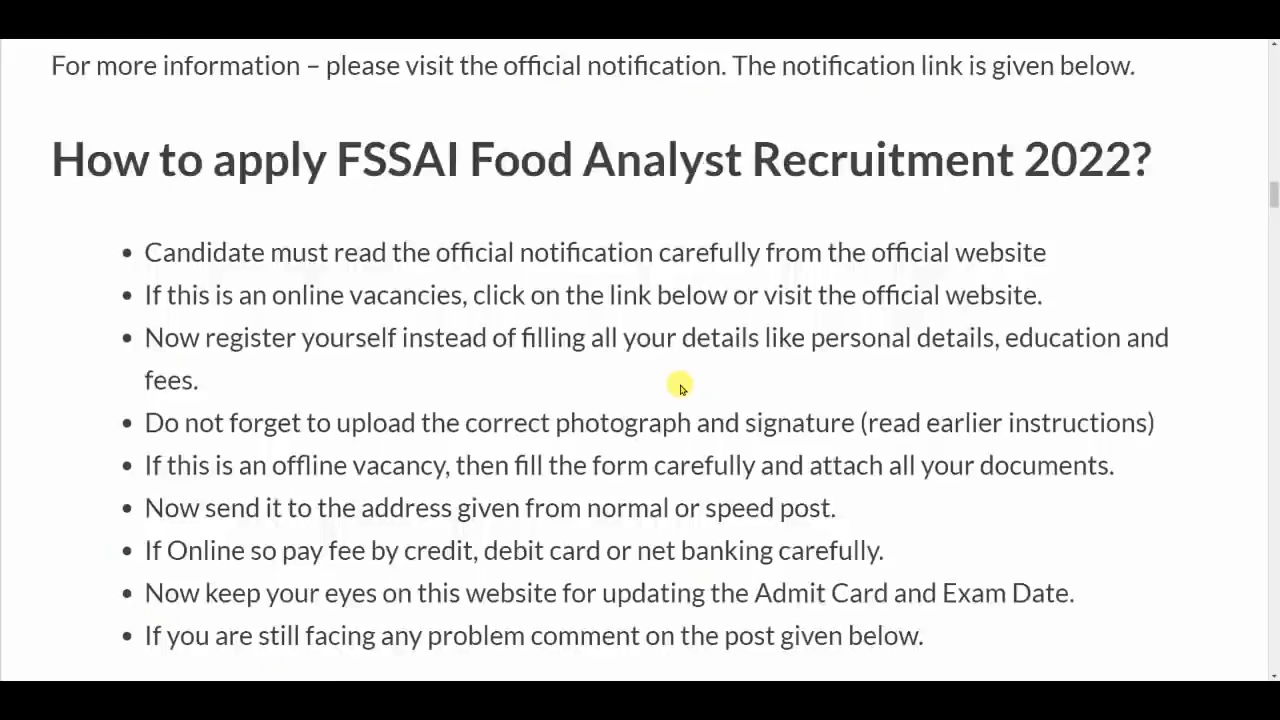 For more information – please visit the official notification. The notification link is given below.
How to apply FSSAI Food Analyst Recruitment 2022?
• Candidate must read the official notification carefully from the official website
• If this is an online vacancies, click on the link below or visit the official website.
• Now register yourself instead of filling all your details like personal details, education and
fees.
• Do not forget to upload the correct photograph and signature (read earlier instructions)
• If this is an offline vacancy, then fill the form carefully and attach all your documents.
• Now send it to the address given from normal or speed post.
• If Online so pay fee by credit, debit card or net banking carefully.
• Now keep your eyes on this website for updating the Admit Card and Exam Date.
• If you are still facing any problem comment on the post given below.